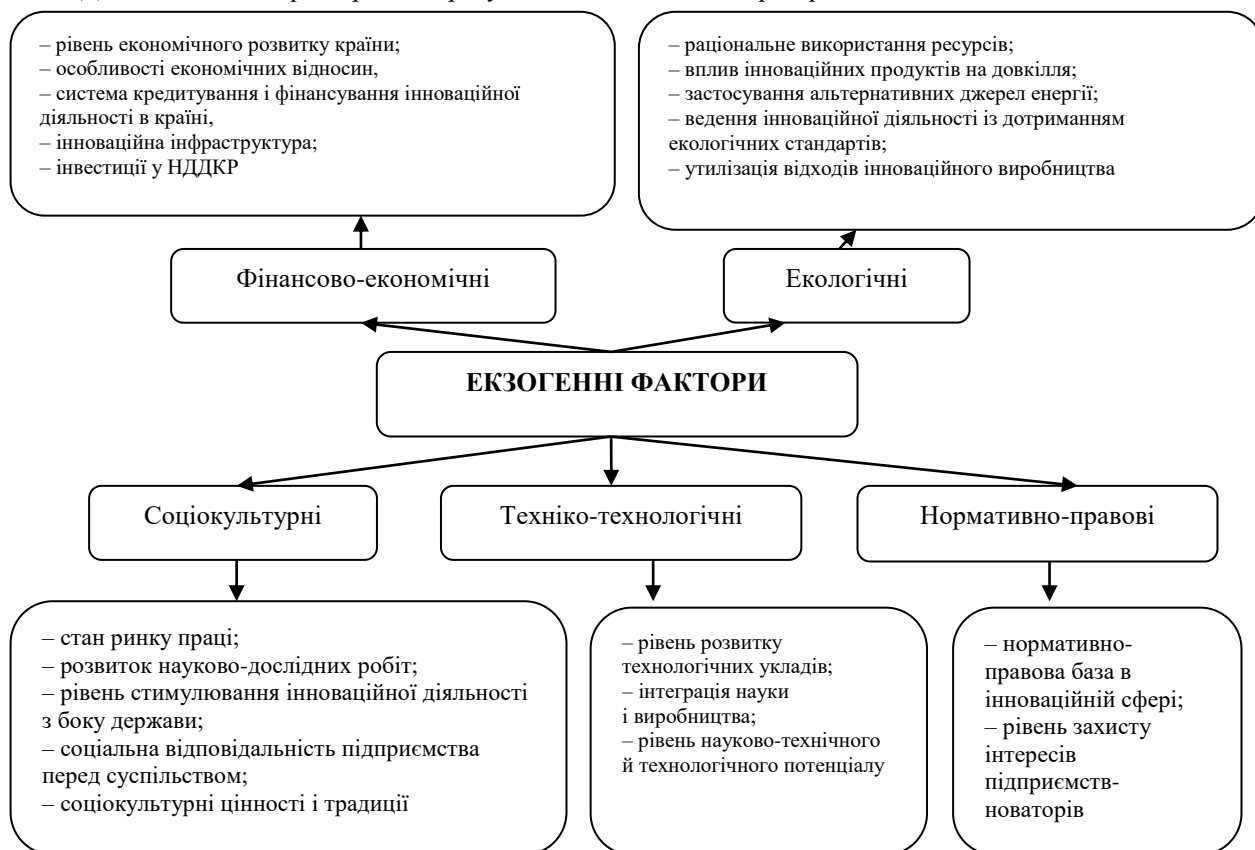 – рівень економічного розвитку країни;
– особливості економічних відносин,
– система кредитування і фінансування інноваційної
діяльності в країні,
– інноваційна інфраструктура;
– інвестиції у НДДКР
– раціональне використання ресурсів;
– вплив інноваційних продуктів на довкілля;
– застосування альтернативних джерел енергії;
– ведення інноваційної діяльності із дотриманням
екологічних стандартів;
– утилізація відходів інноваційного виробництва
Фінансово-економічні
Екологічні
ЕКЗОГЕННІ ФАКТОРИ
Соціокультурні
Техніко-технологічні
Нормативно-правові
– стан ринку праці;
– розвиток науково-дослідних робіт;
– рівень стимулювання інноваційної діяльності
з боку держави;
– соціальна відповідальність підприємства
перед суспільством;
– соціокультурні цінності і традиції
– рівень розвитку
технологічних укладів;
– інтеграція науки
і виробництва;
– рівень науково-технічного
й технологічного потенціалу
– нормативно-
правова база в
інноваційній сфері;
– рівень захисту
інтересів
підприємств-
новаторів